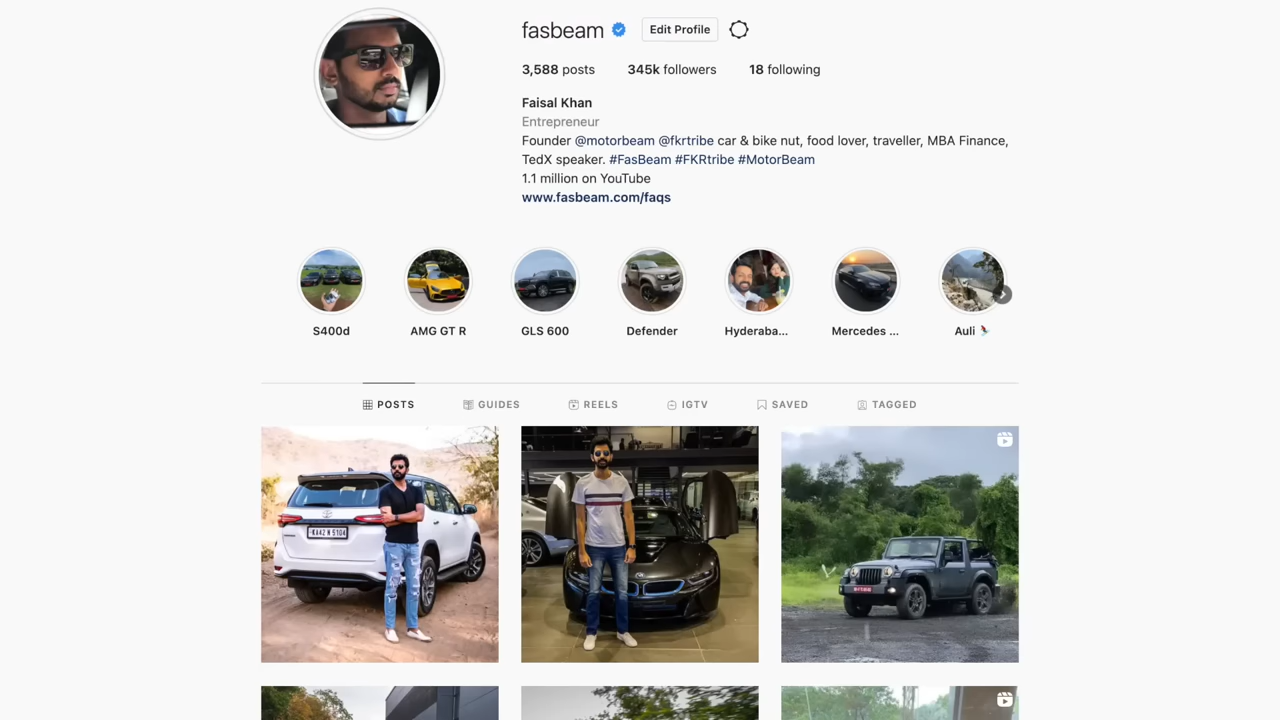 fasbeam Edit Profile
3,588 posts 345k followers 18 following
Faisal Khan
Entrepreneur
Founder @motorbeam @fkrtribe car & bike nut, food lover, traveller, MBA Finance,
TedX speaker. #FasBeam #FKRtribe #MotorBeam
1.1 million on YouTube
www.fasbeam.com/faqs
S400d AMG GT R GLS 600 Defender Hyderaba... Mercedes ... Auli
POSTS GUIDES REELS IGTV SAVED TAGGED
KA42 N 5104